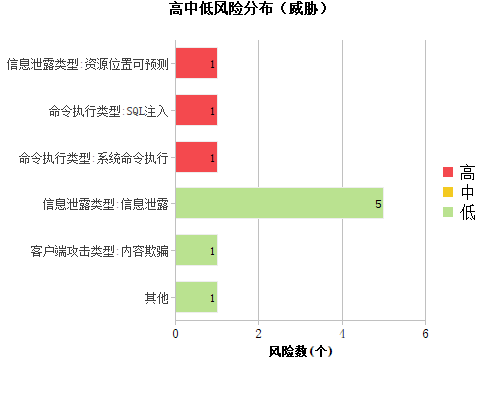 高中低风险分布（威胁）
信息泄露类型:资源位置可预测
1
命令执行类型:SQL注入
1
命令执行类型:系统命令执行
1
信息泄露类型:信息泄露
5
客户端攻击类型:内容欺骗
1
其他
1
0 2 4 6
风险数(个)
高
中
低